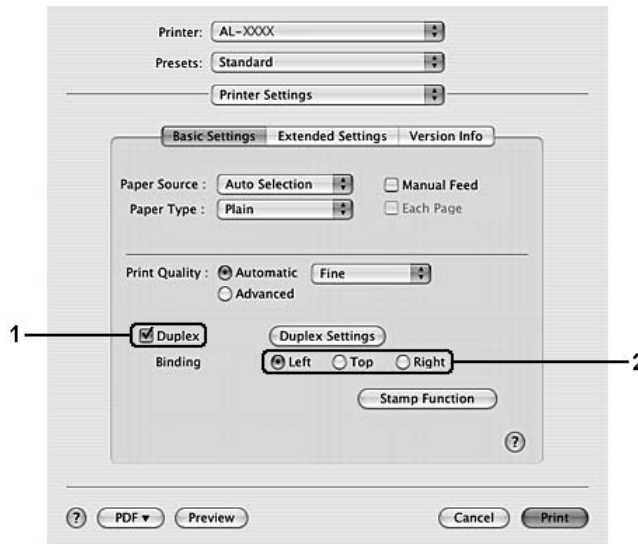 Printer: AL-XXXX
Presets: Standard
Printer Settings
Basic Settings Extended Settings Version Info
Paper Source : Auto Selection Manual Feed
Paper Type : Plain Each Page
Print Quality : Automatic Fine
Advanced
1 Duplex Duplex Settings
Binding Left Top Right 2
Stamp Function
?
? PDF▼ Preview Cancel Print